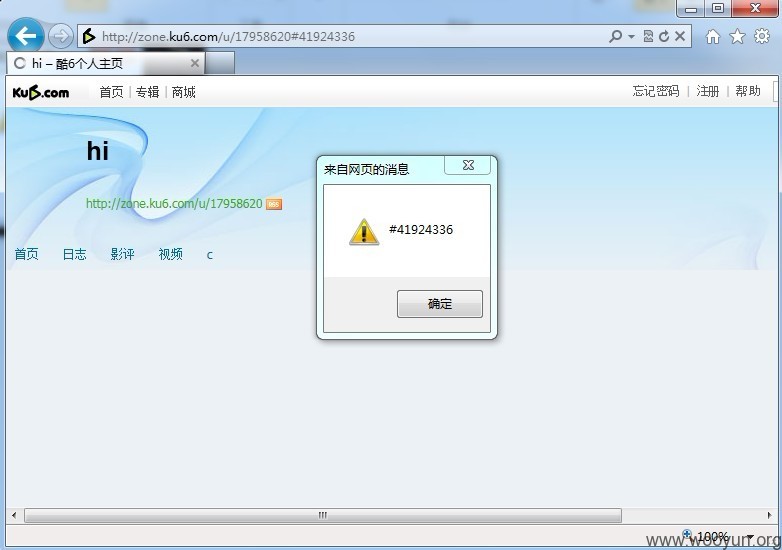 http://zone.ku6.com/u/17958620#41924336
hi – 酷6个人主页
Ku6.com 首页 | 专辑 | 商城 忘记密码 | 注册 | 帮助
hi
来自网页的消息
http://zone.ku6.com/u/17958620 RSS
#41924336
首页 日志 影评 视频 c
确定
100%
www.wooyun.org